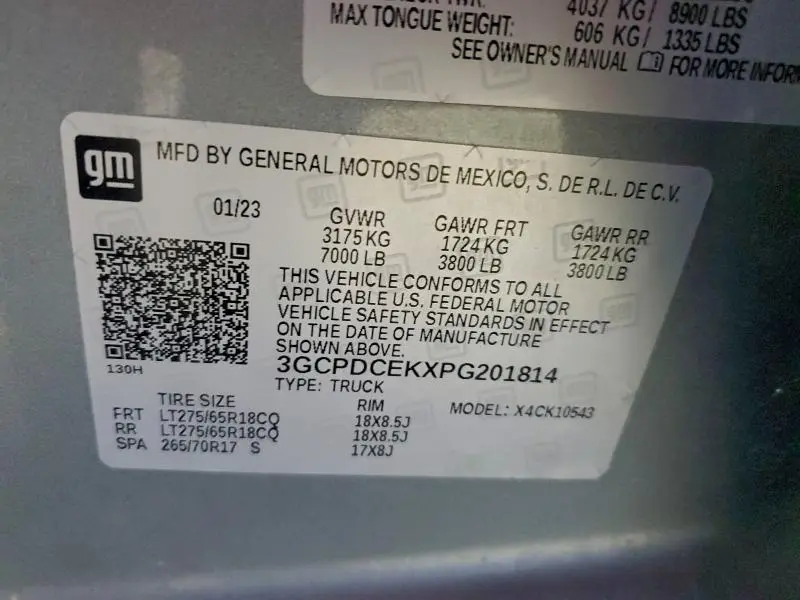 4037 KG/ 8900 LBS
MAX TONGUE WEIGHT: 606 KG/ 1335 LBS
SEE OWNER'S MANUAL FOR MORE
gm
MFD BY GENERAL MOTORS DE MEXICO, S. DE R.L. DE C.V.
01/23 GVWR GAWR FRT GAWR RR
3175 KG 1724 KG 1724 KG
7000 LB 3800 LB 3800 LB
THIS VEHICLE CONFORMS TO ALL
APPLICABLE U.S. FEDERAL MOTOR
VEHICLE SAFETY STANDARDS IN EFFECT
ON THE DATE OF MANUFACTURE
SHOWN ABOVE.
130H
3GCPDCEKXPG201814
TYPE: TRUCK
MODEL: X4CK10543
TIRE SIZE RIM
FRT LT275/65R18CQ 18X8.5J
RR LT275/65R18CQ 18X8.5J
SPA 265/70R17 S 17X8J